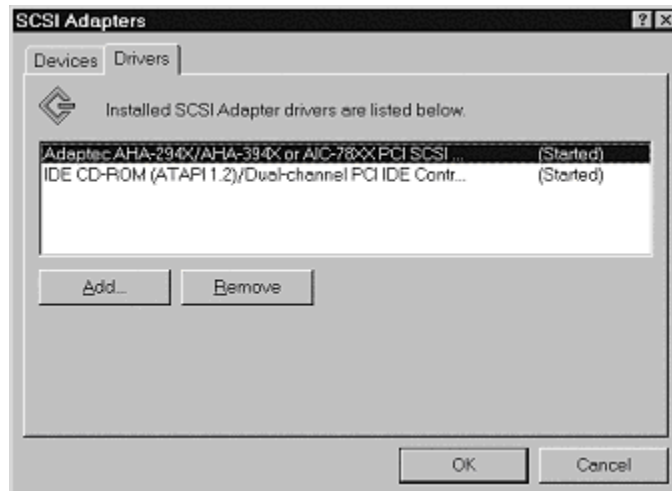 SCSI Adapters
Devices Drivers
Installed SCSI Adapter drivers are listed below.
Adaptec AHA-294X/AHA-394X or AIC-78XX PCI SCSI ... (Started)
IDE CD-ROM (ATAPI 1.2)/Dual-channel PCI IDE Contr... (Started)
Add... Remove
OK Cancel